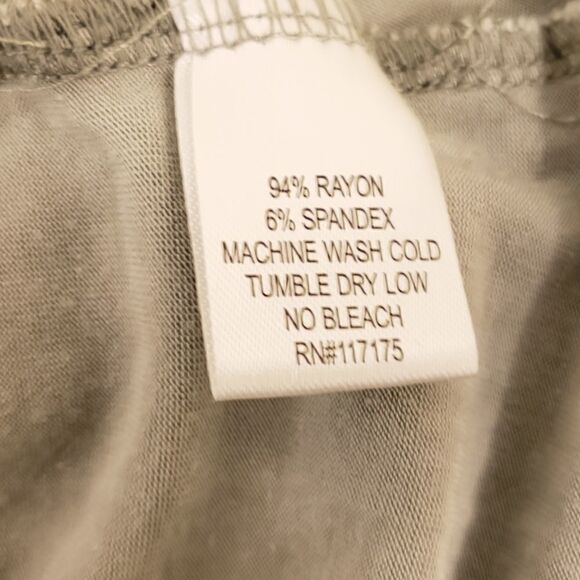 94% RAYON
6% SPANDEX
MACHINE WASH COLD
TUMBLE DRY LOW
NO BLEACH
RN#117175